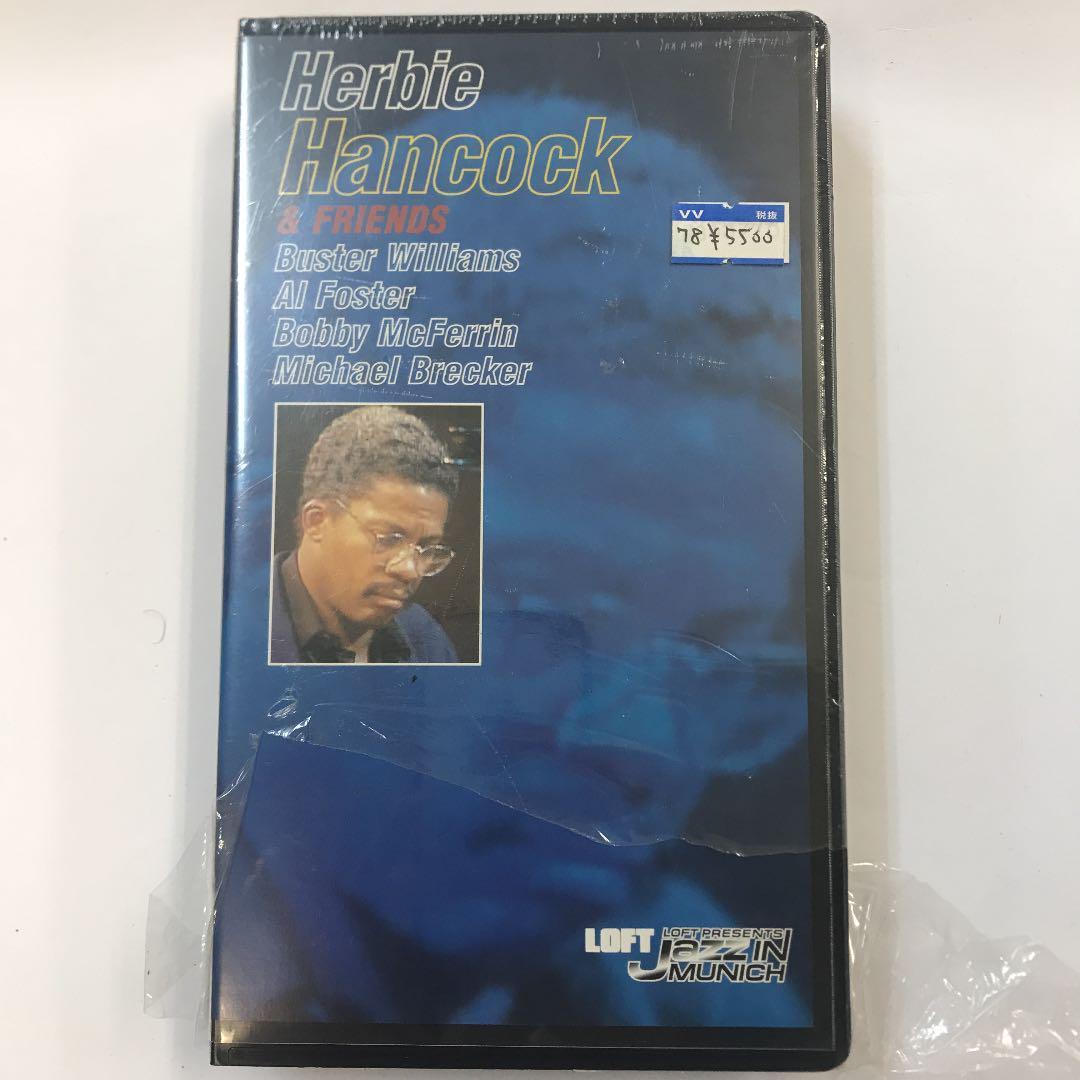 Herbie
Hancock
& FRIENDS
Buster Williams
Al Foster
Bobby McFerrin
Michael Brecker
VV 税抜
78 ¥5500
LOFT
LOFT PRESENTS
Jazz IN
MUNICH